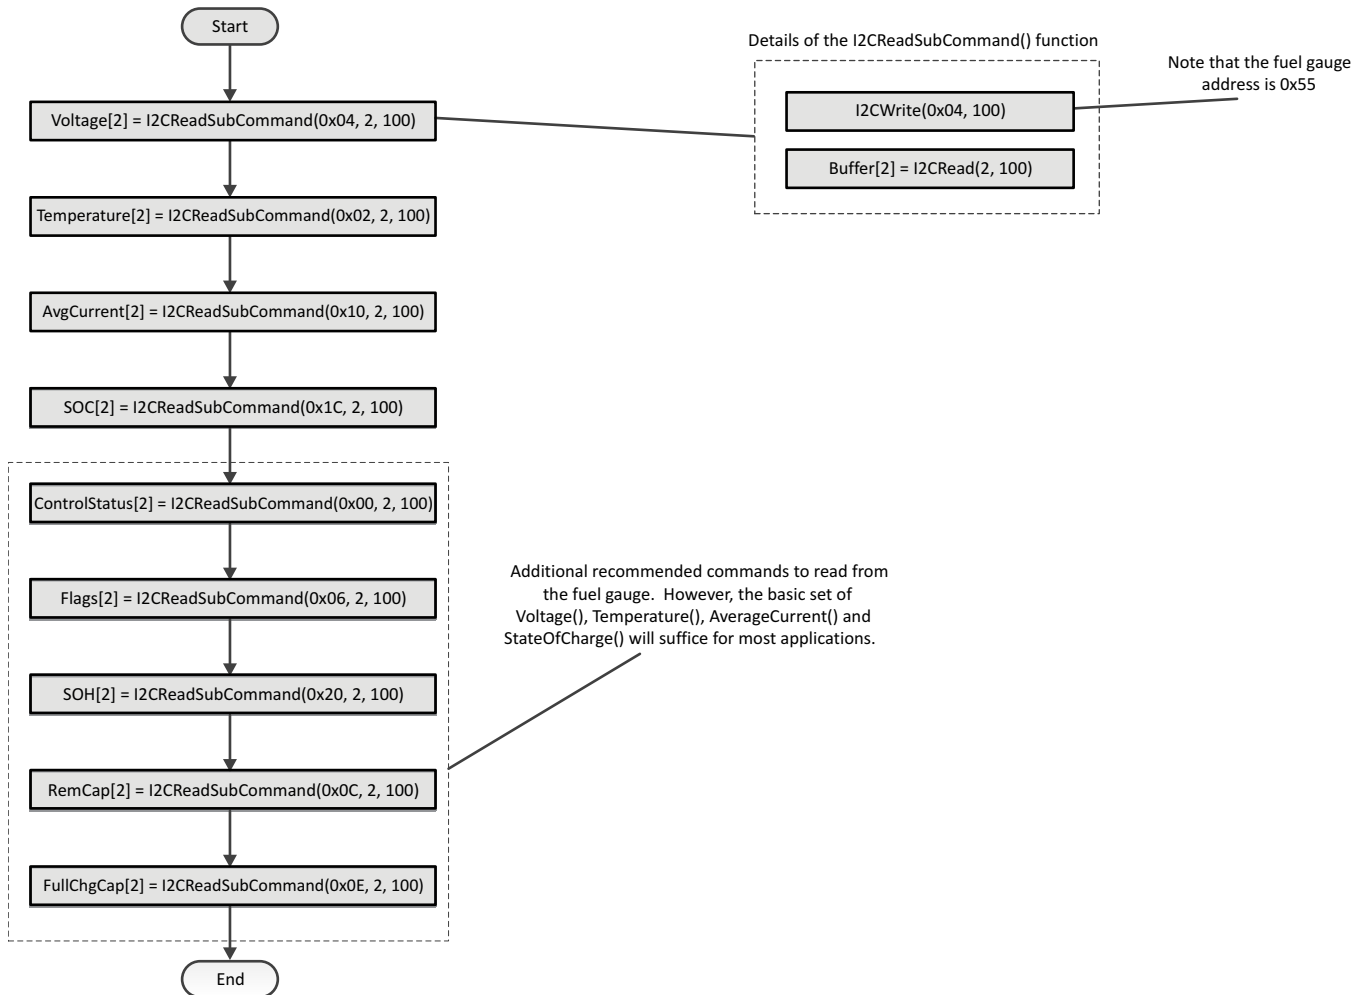 Start
Details of the I2CReadSubCommand() function
Note that the fuel gauge
address is 0x55
Voltage[2] = I2CReadSubCommand(0x04, 2, 100)
I2CWrite(0x04, 100)
Buffer[2] = I2CRead(2, 100)
Temperature[2] = I2CReadSubCommand(0x02, 2, 100)
AvgCurrent[2] = I2CReadSubCommand(0x10, 2, 100)
SOC[2] = I2CReadSubCommand(0x1C, 2, 100)
ControlStatus[2] = I2CReadSubCommand(0x00, 2, 100)
Flags[2] = I2CReadSubCommand(0x06, 2, 100)
Additional recommended commands to read from
the fuel gauge.  However, the basic set of
Voltage(), Temperature(), AverageCurrent() and
StateOfCharge() will suffice for most applications.
SOH[2] = I2CReadSubCommand(0x20, 2, 100)
RemCap[2] = I2CReadSubCommand(0x0C, 2, 100)
FullChgCap[2] = I2CReadSubCommand(0x0E, 2, 100)
End